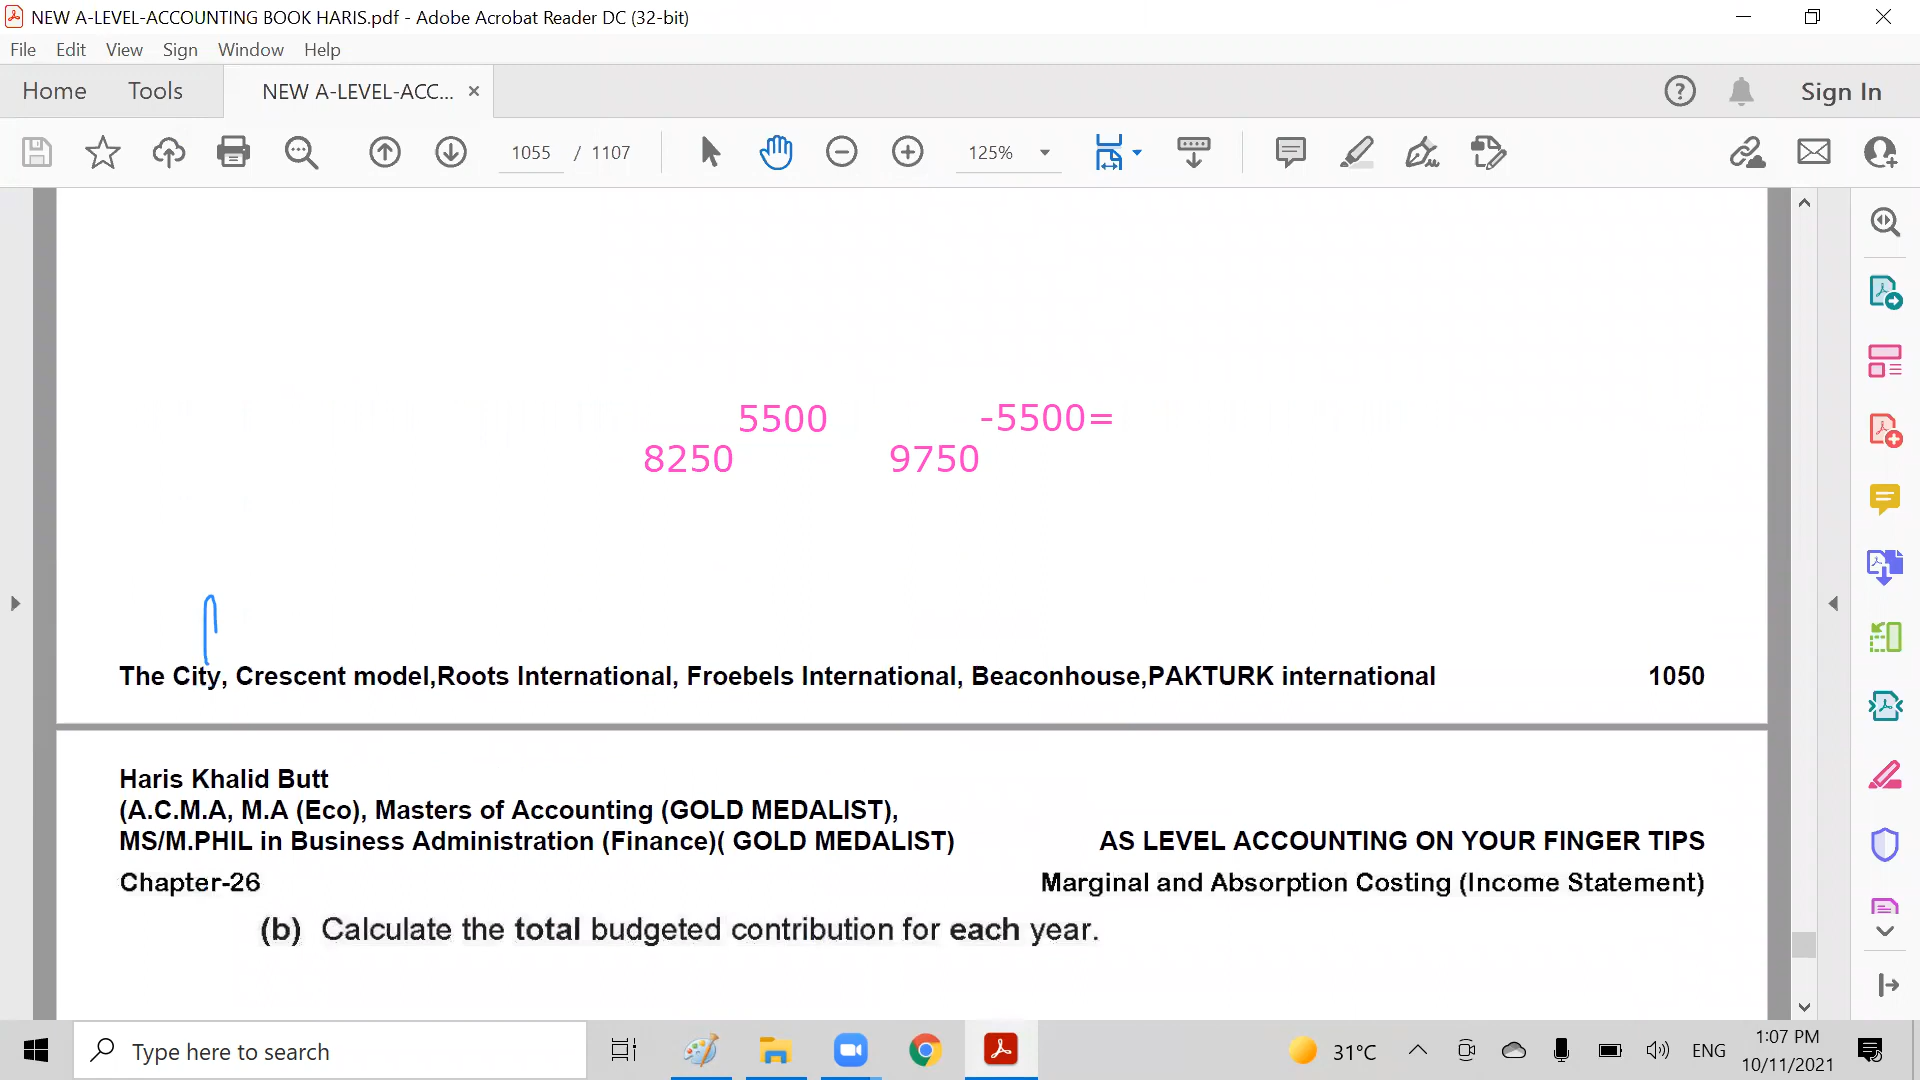 NEW A-LEVEL-ACCOUNTING BOOK HARIS.pdf - Adobe Acrobat Reader DC (32-bit)
File Edit View Sign Window Help
Home Tools NEW A-LEVEL-ACC... × Sign In
1055 / 1107 125%
5500 -5500=
8250 9750
The City, Crescent model,Roots International, Froebels International, Beaconhouse,PAKTURK international 1050
Haris Khalid Butt
(A.C.M.A, M.A (Eco), Masters of Accounting (GOLD MEDALIST),
MS/M.PHIL in Business Administration (Finance)( GOLD MEDALIST) AS LEVEL ACCOUNTING ON YOUR FINGER TIPS
Chapter-26 Marginal and Absorption Costing (Income Statement)
(b) Calculate the total budgeted contribution for each year.
Type here to search 31°C ENG 1:07 PM
10/11/2021